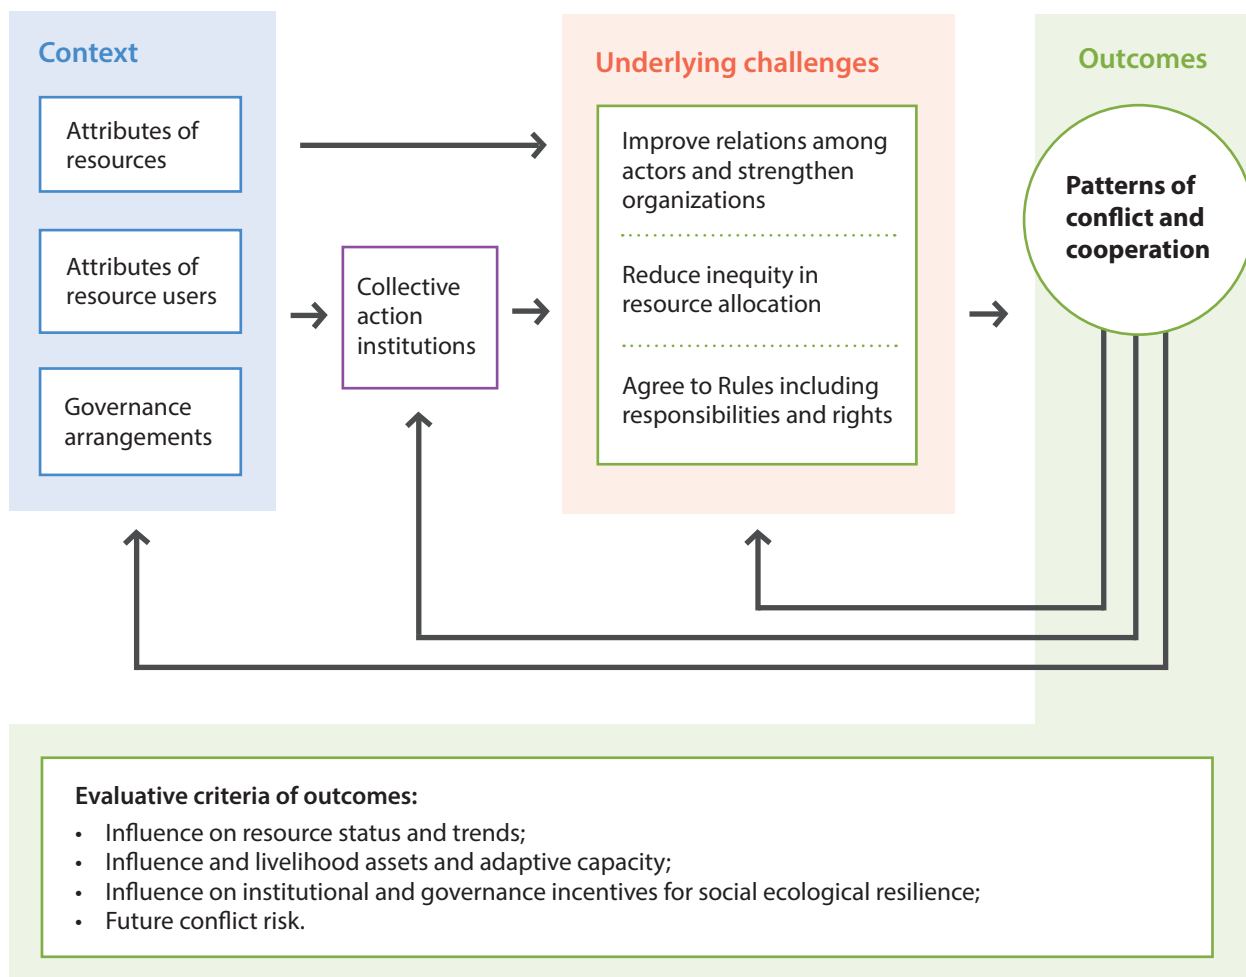 Context
Attributes of
resources
Attributes of
resource users
Governance
arrangements
Collective
action
institutions
Underlying challenges
Improve relations among
actors and strengthen
organizations
Reduce inequity in
resource allocation
Agree to Rules including
responsibilities and rights
Outcomes
Patterns of
conflict and
cooperation
Evaluative criteria of outcomes:
• Influence on resource status and trends;
• Influence and livelihood assets and adaptive capacity;
• Influence on institutional and governance incentives for social ecological resilience;
• Future conflict risk.